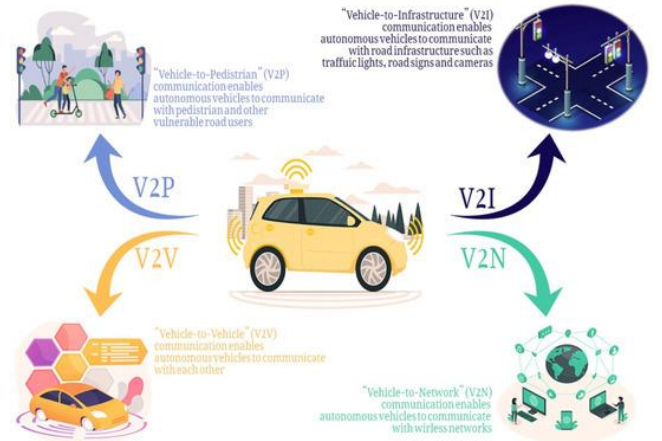 "Vehicle-to-Pedistrian" (V2P)
communication enables
autonomous vehicles to communicate
with pedistrian and other
vulnerable road users
"Vehicle-to-Infrastructure" (V2I)
communication enables
autonomous vehicles to communicate
with road infrastructure such as
traffuic lights, road signs and cameras
V2P
V2I
V2V
V2N
"Vehicle-to-Vehicle" (V2V)
communication enables
autonomous vehicles to communicate
with each other
"Vehicle-to-Network" (V2N)
communication enables
autonomous vehicles to communicate
with wirless networks